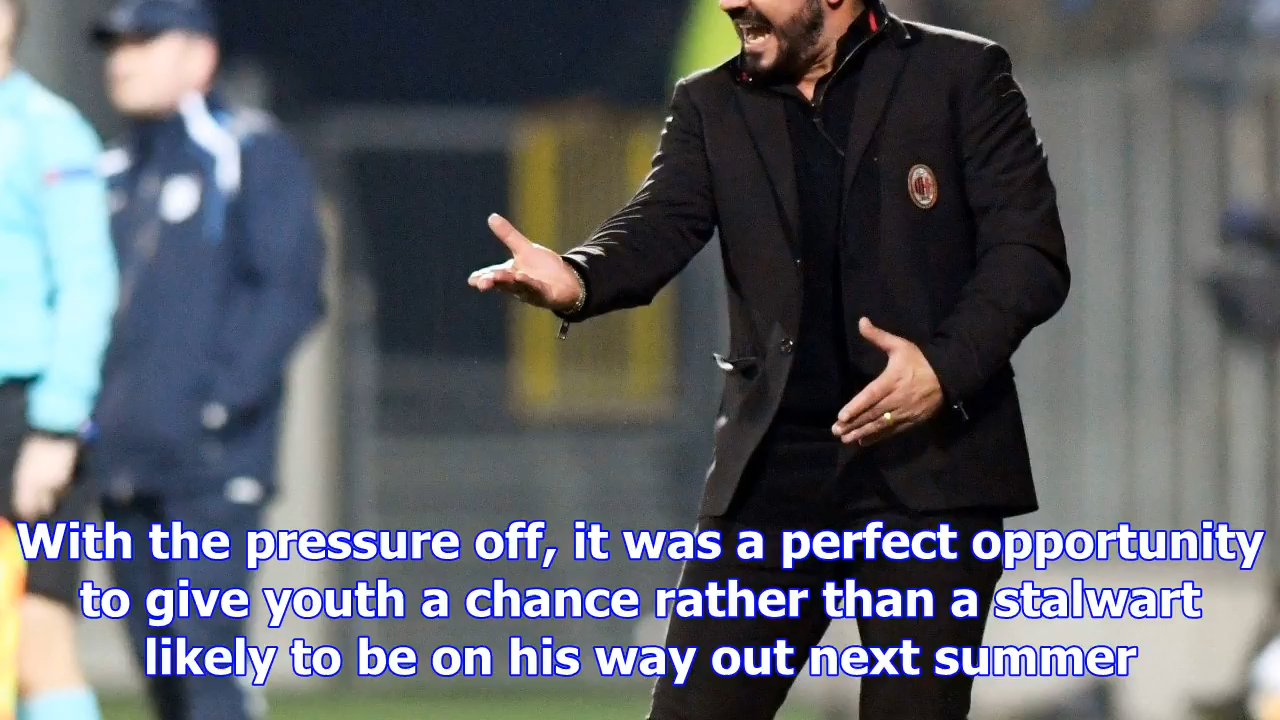 With the pressure off, it was a perfect opportunity
to give youth a chance rather than a stalwart
likely to be on his way out next summer